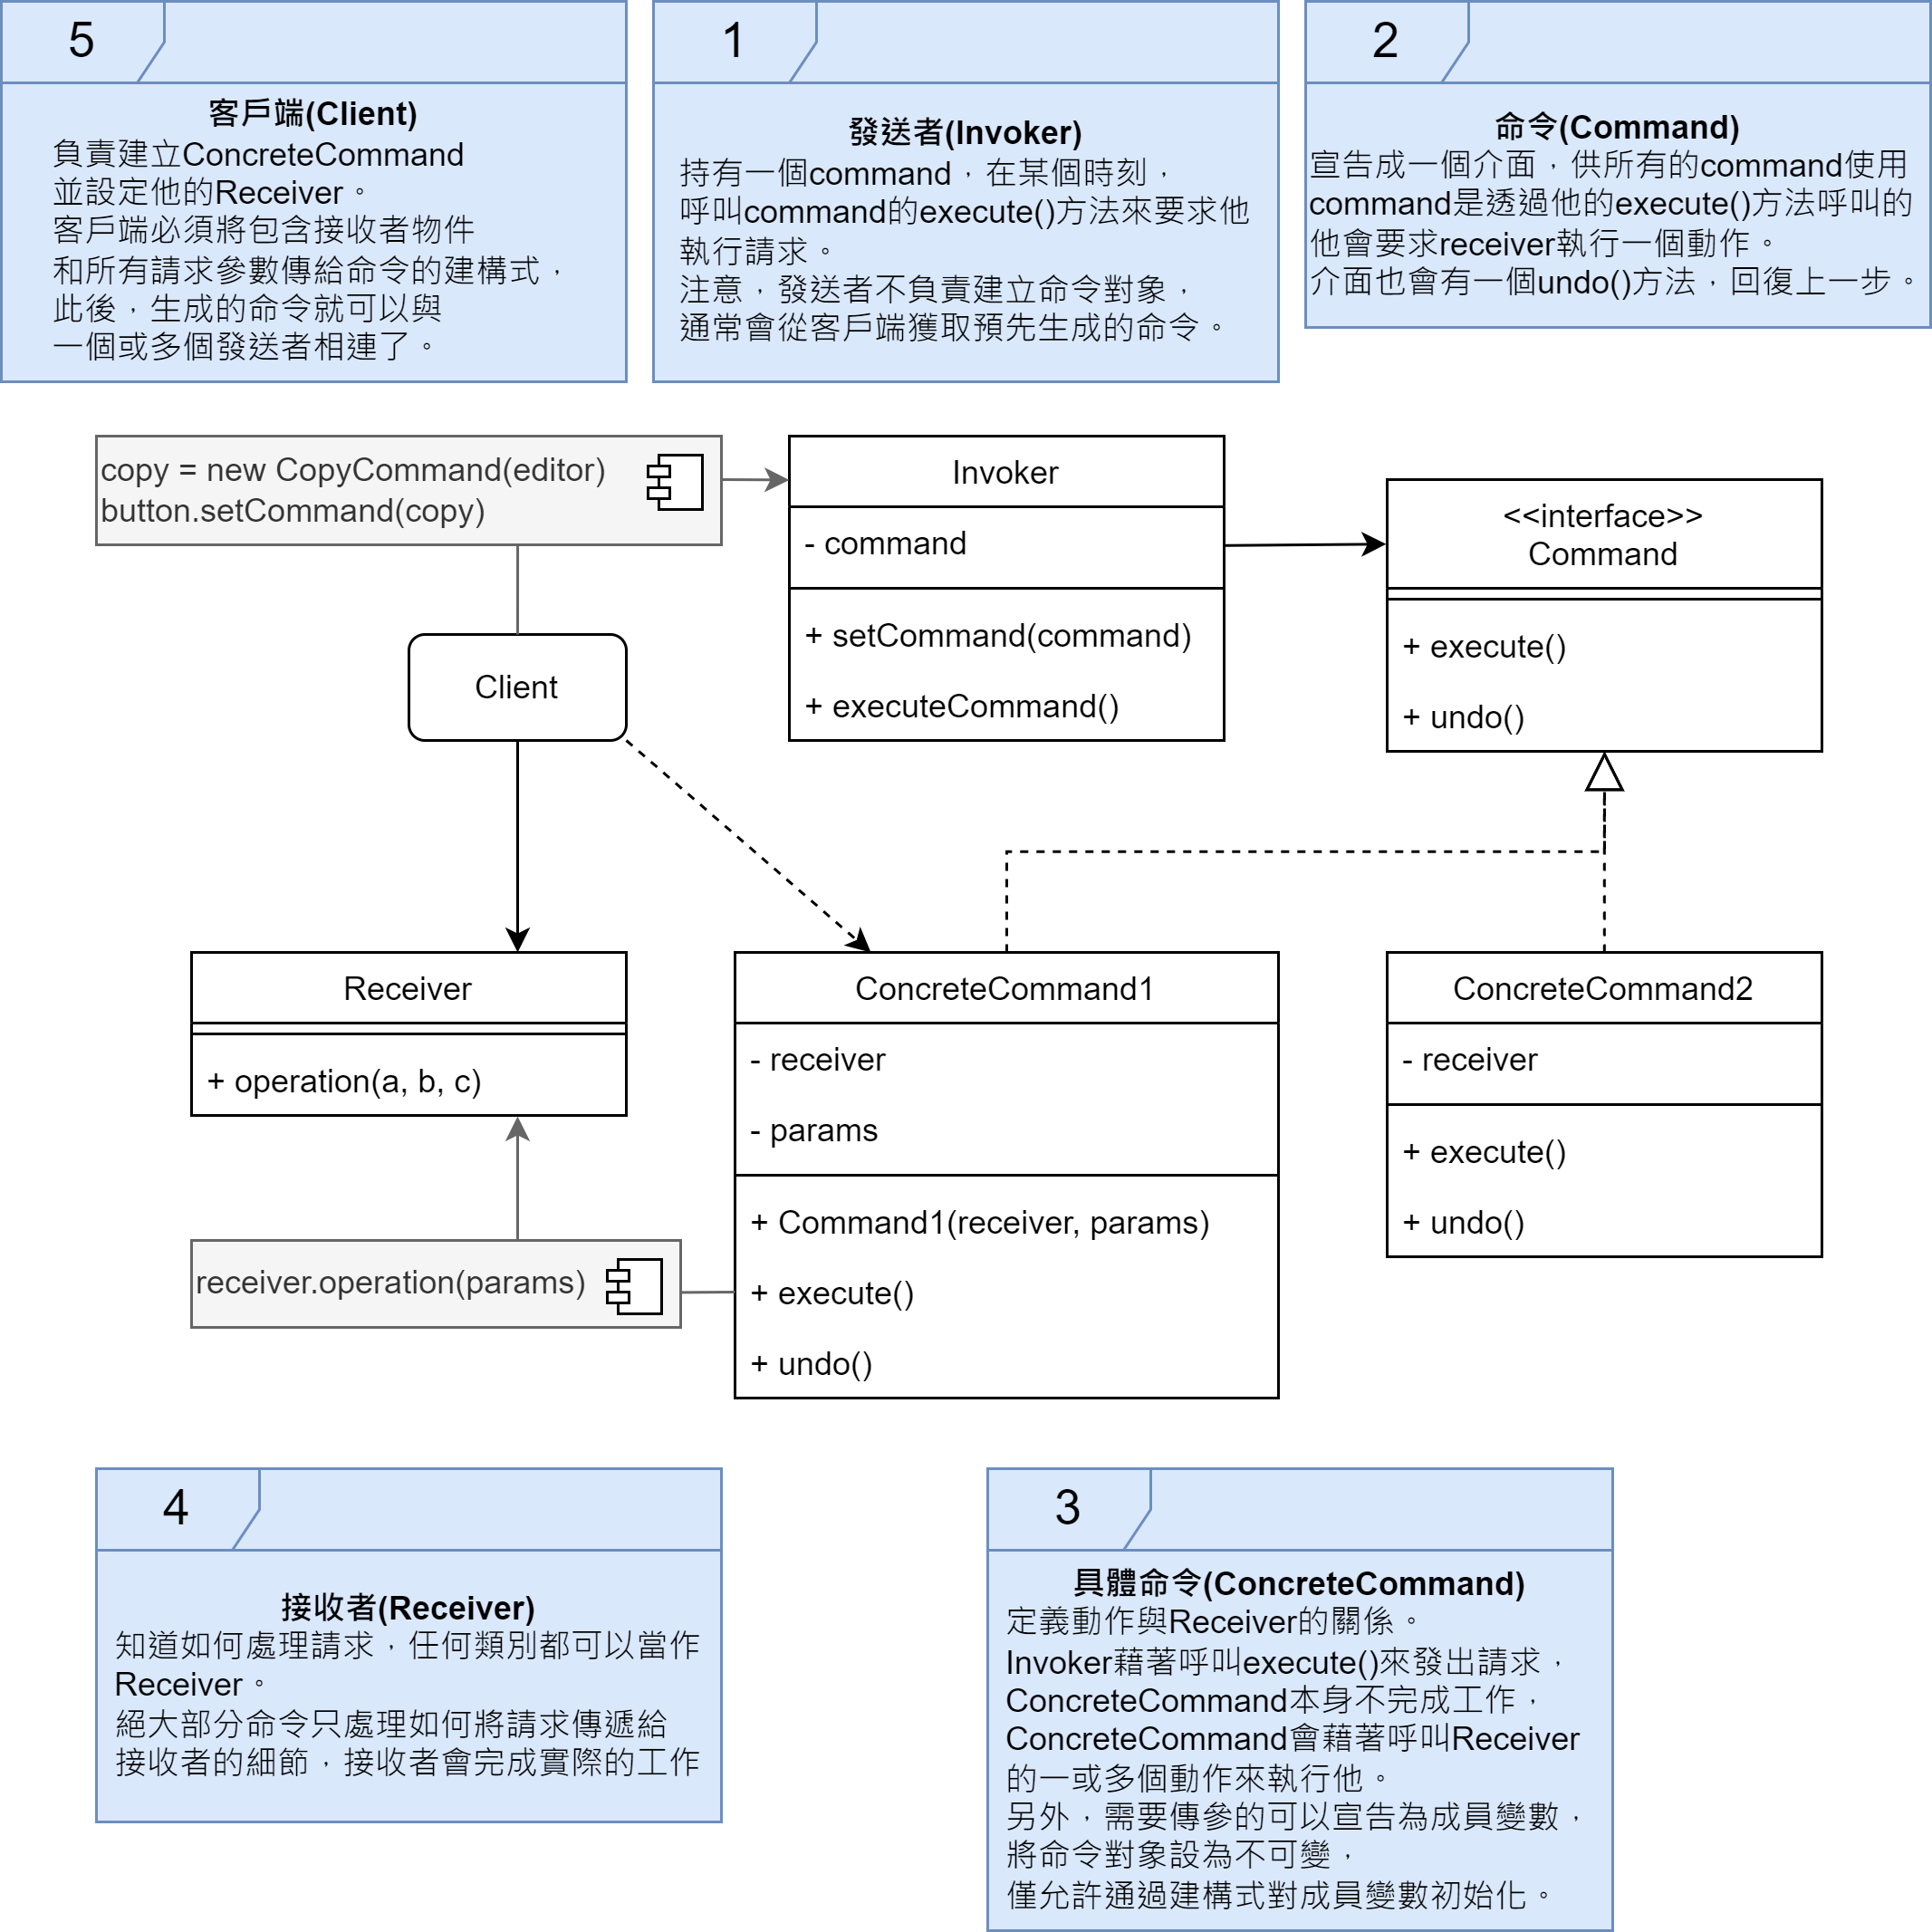 5
客戶端(Client)
負責建立ConcreteCommand
並設定他的Receiver。
客戶端必須將包含接收者物件
和所有請求參數傳給命令的建構式，
此後，生成的命令就可以與
一個或多個發送者相連了。
1
發送者(Invoker)
持有一個command，在某個時刻，
呼叫command的execute()方法來要求他
執行請求。
注意，發送者不負責建立命令對象，
通常會從客戶端獲取預先生成的命令。
2
命令(Command)
宣告成一個介面，供所有的command使用
command是透過他的execute()方法呼叫的
他會要求receiver執行一個動作。
介面也會有一個undo()方法，回復上一步。
copy = new CopyCommand(editor)
button.setCommand(copy)
Invoker
- command
+ setCommand(command)
+ executeCommand()
<<interface>>
Command
+ execute()
+ undo()
Client
Receiver
+ operation(a, b, c)
receiver.operation(params)
ConcreteCommand1
- receiver
- params
+ Command1(receiver, params)
+ execute()
+ undo()
ConcreteCommand2
- receiver
+ execute()
+ undo()
4
接收者(Receiver)
知道如何處理請求，任何類別都可以當作
Receiver。
絕大部分命令只處理如何將請求傳遞給
接收者的細節，接收者會完成實際的工作
3
具體命令(ConcreteCommand)
定義動作與Receiver的關係。
Invoker藉著呼叫execute()來發出請求，
ConcreteCommand本身不完成工作，
ConcreteCommand會藉著呼叫Receiver
的一或多個動作來執行他。
另外，需要傳參的可以宣告為成員變數，
將命令對象設為不可變，
僅允許通過建構式對成員變數初始化。